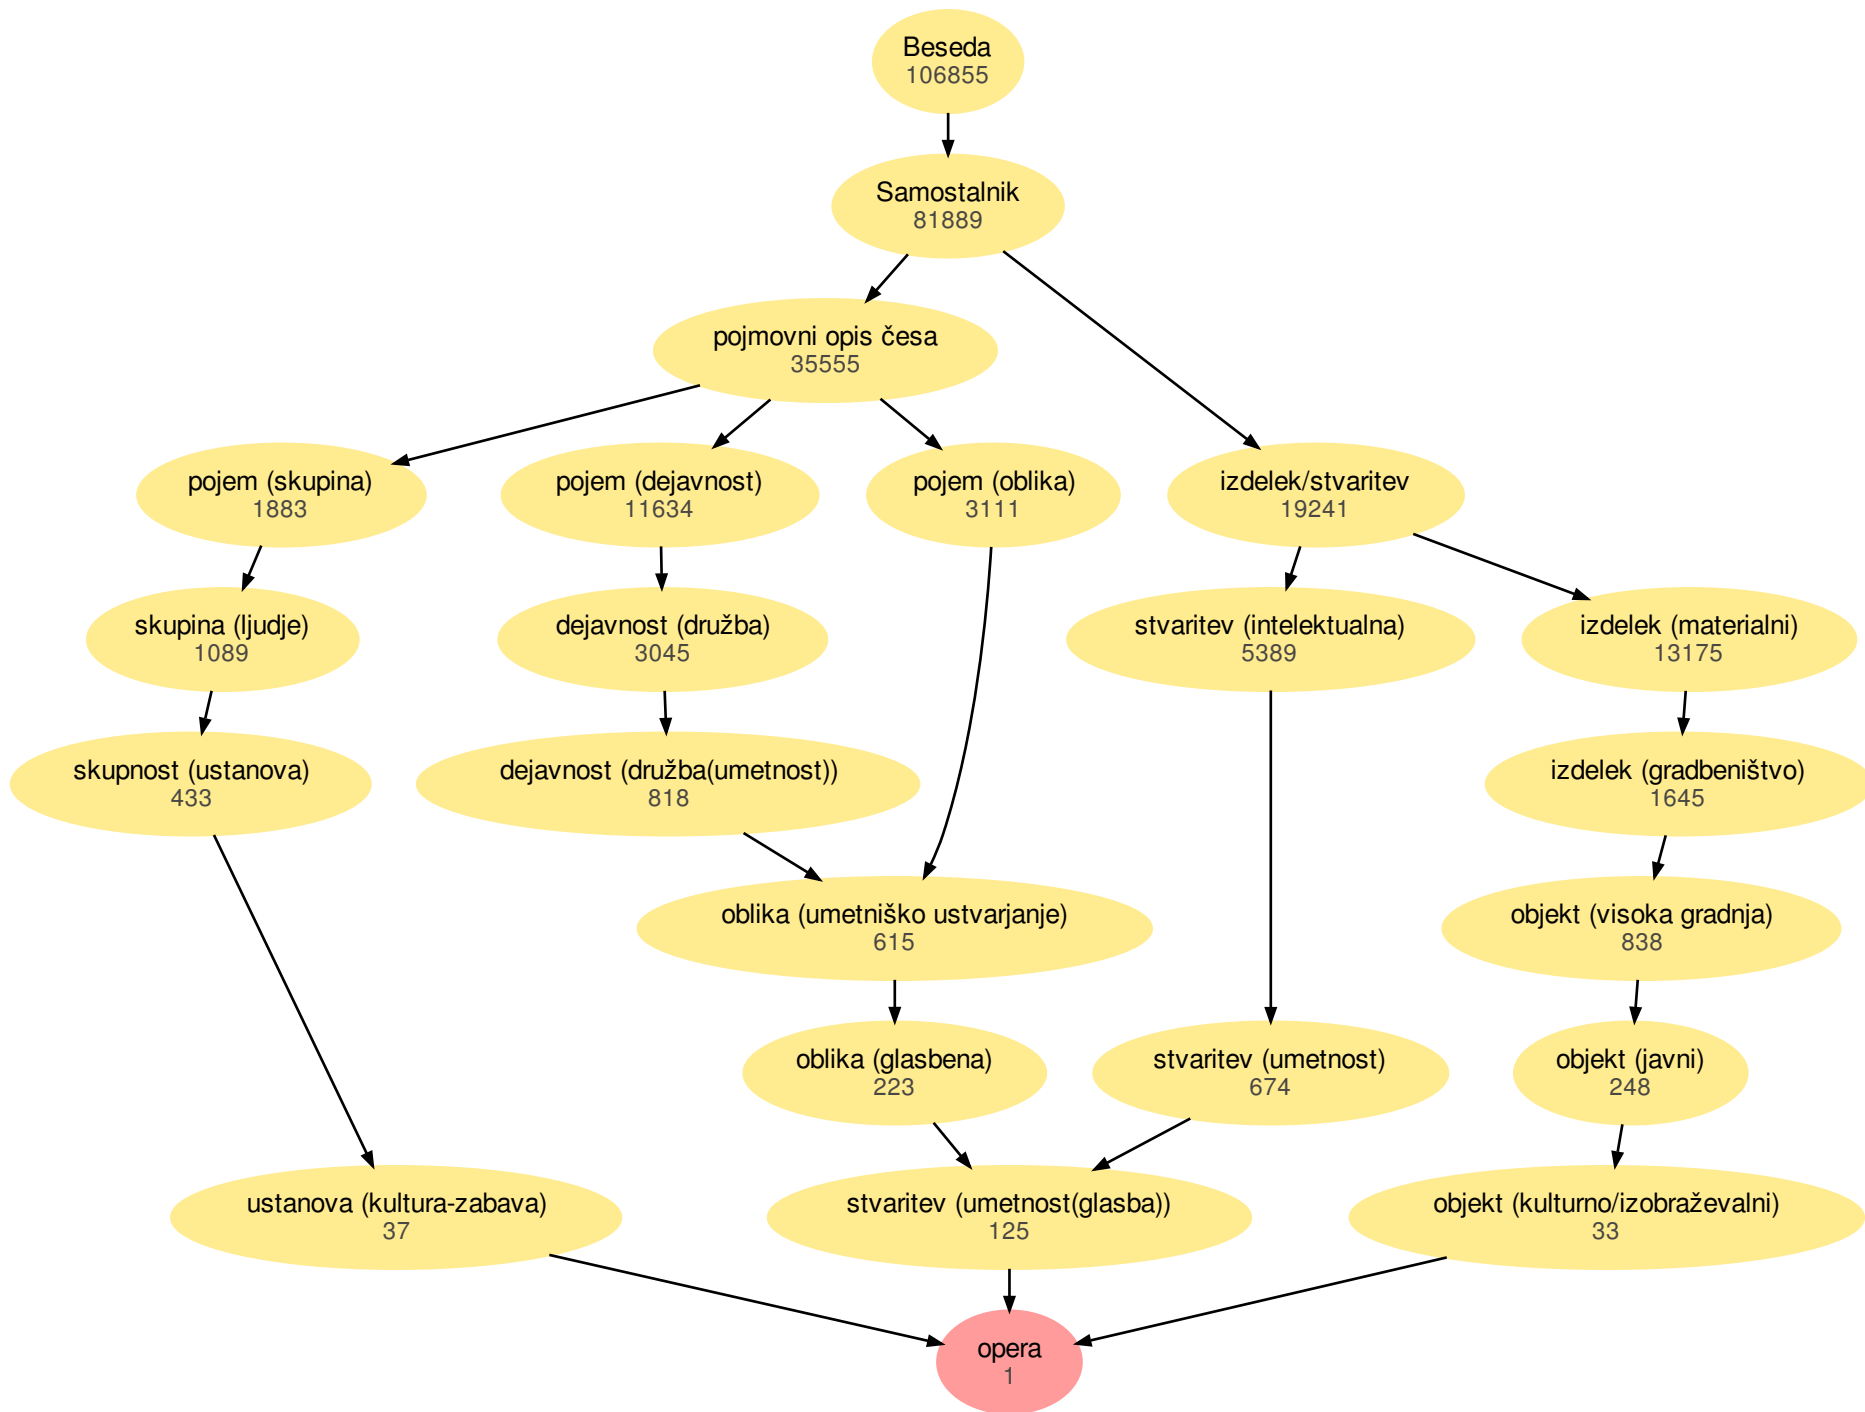 Beseda
106855
Samostalnik
81889
pojmovni opis česa
35555
pojem (skupina)
1883
pojem (dejavnost)
11634
pojem (oblika)
3111
izdelek/stvaritev
19241
skupina (ljudje)
1089
dejavnost (družba)
3045
stvaritev (intelektualna)
5389
izdelek (materialni)
13175
skupnost (ustanova)
433
dejavnost (družba(umetnost))
818
izdelek (gradbeništvo)
1645
oblika (umetniško ustvarjanje)
615
objekt (visoka gradnja)
838
oblika (glasbena)
223
stvaritev (umetnost)
674
objekt (javni)
248
ustanova (kultura-zabava)
37
stvaritev (umetnost(glasba))
125
objekt (kulturno/izobraževalni)
33
opera
1